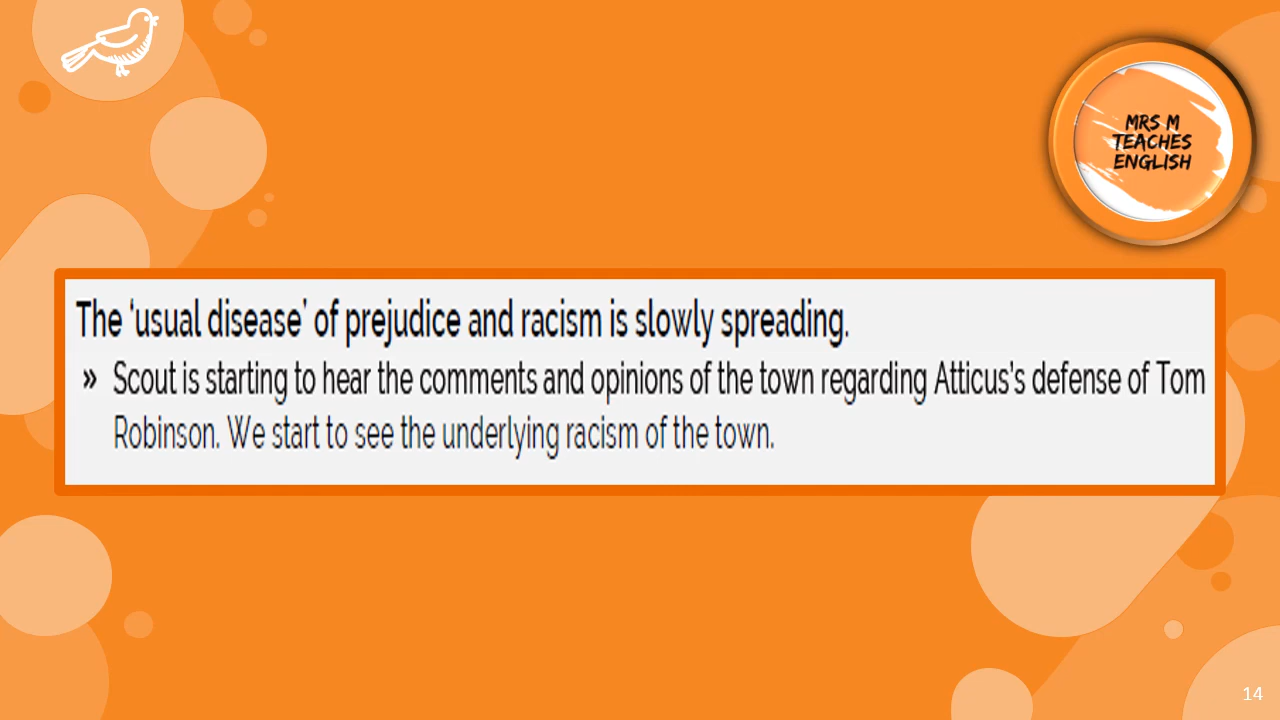 MRS M
TEACHES
ENGLISH
The ‘usual disease’ of prejudice and racism is slowly spreading.
» Scout is starting to hear the comments and opinions of the town regarding Atticus’s defense of Tom
Robinson. We start to see the underlying racism of the town.
14